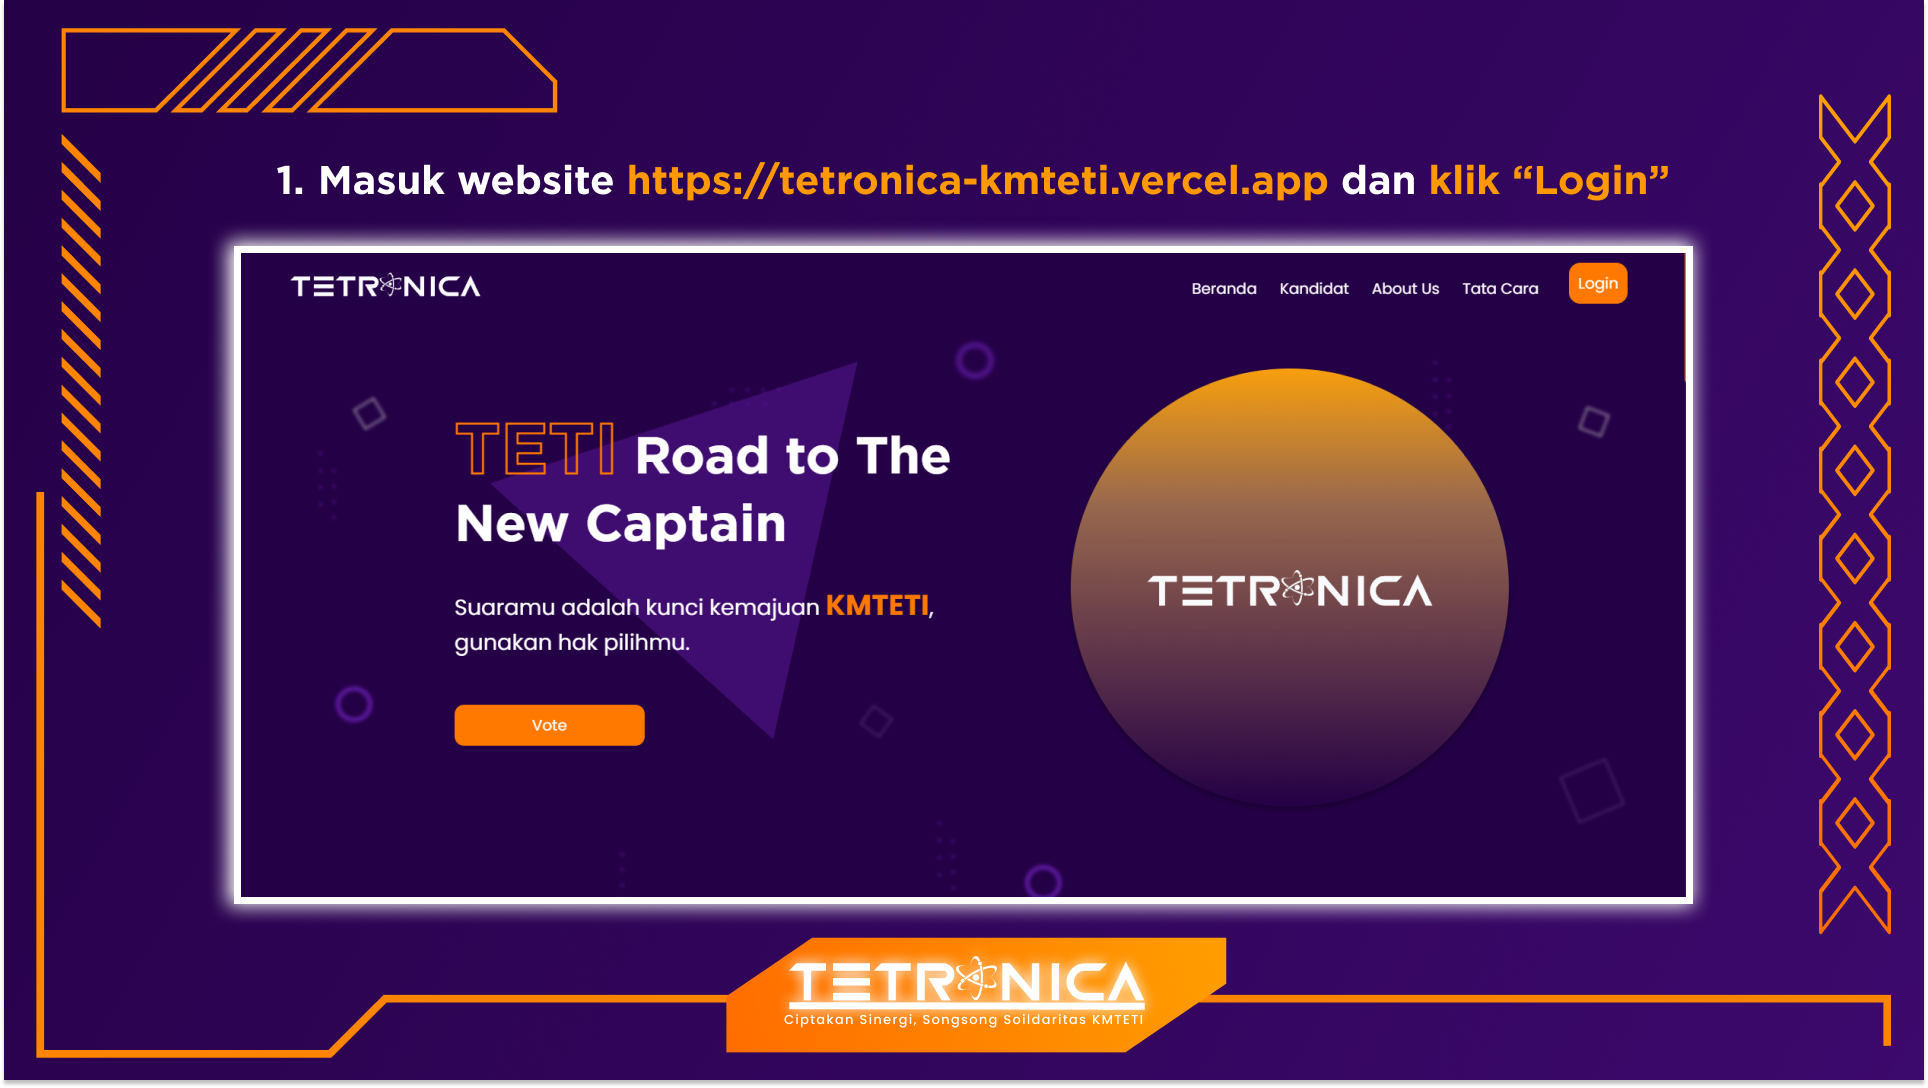 1. Masuk website https://tetronica-kmteti.vercel.app dan klik “Login”
TETRONICA
Beranda Kandidat About Us Tata Cara Login
TETI Road to The
New Captain
Suaramu adalah kunci kemajuan KMTETI,
gunakan hak pilihmu.
Vote
TETRONICA
TETRONICA
Ciptakan Sinergi, Songsong Soildaritas KMTETI